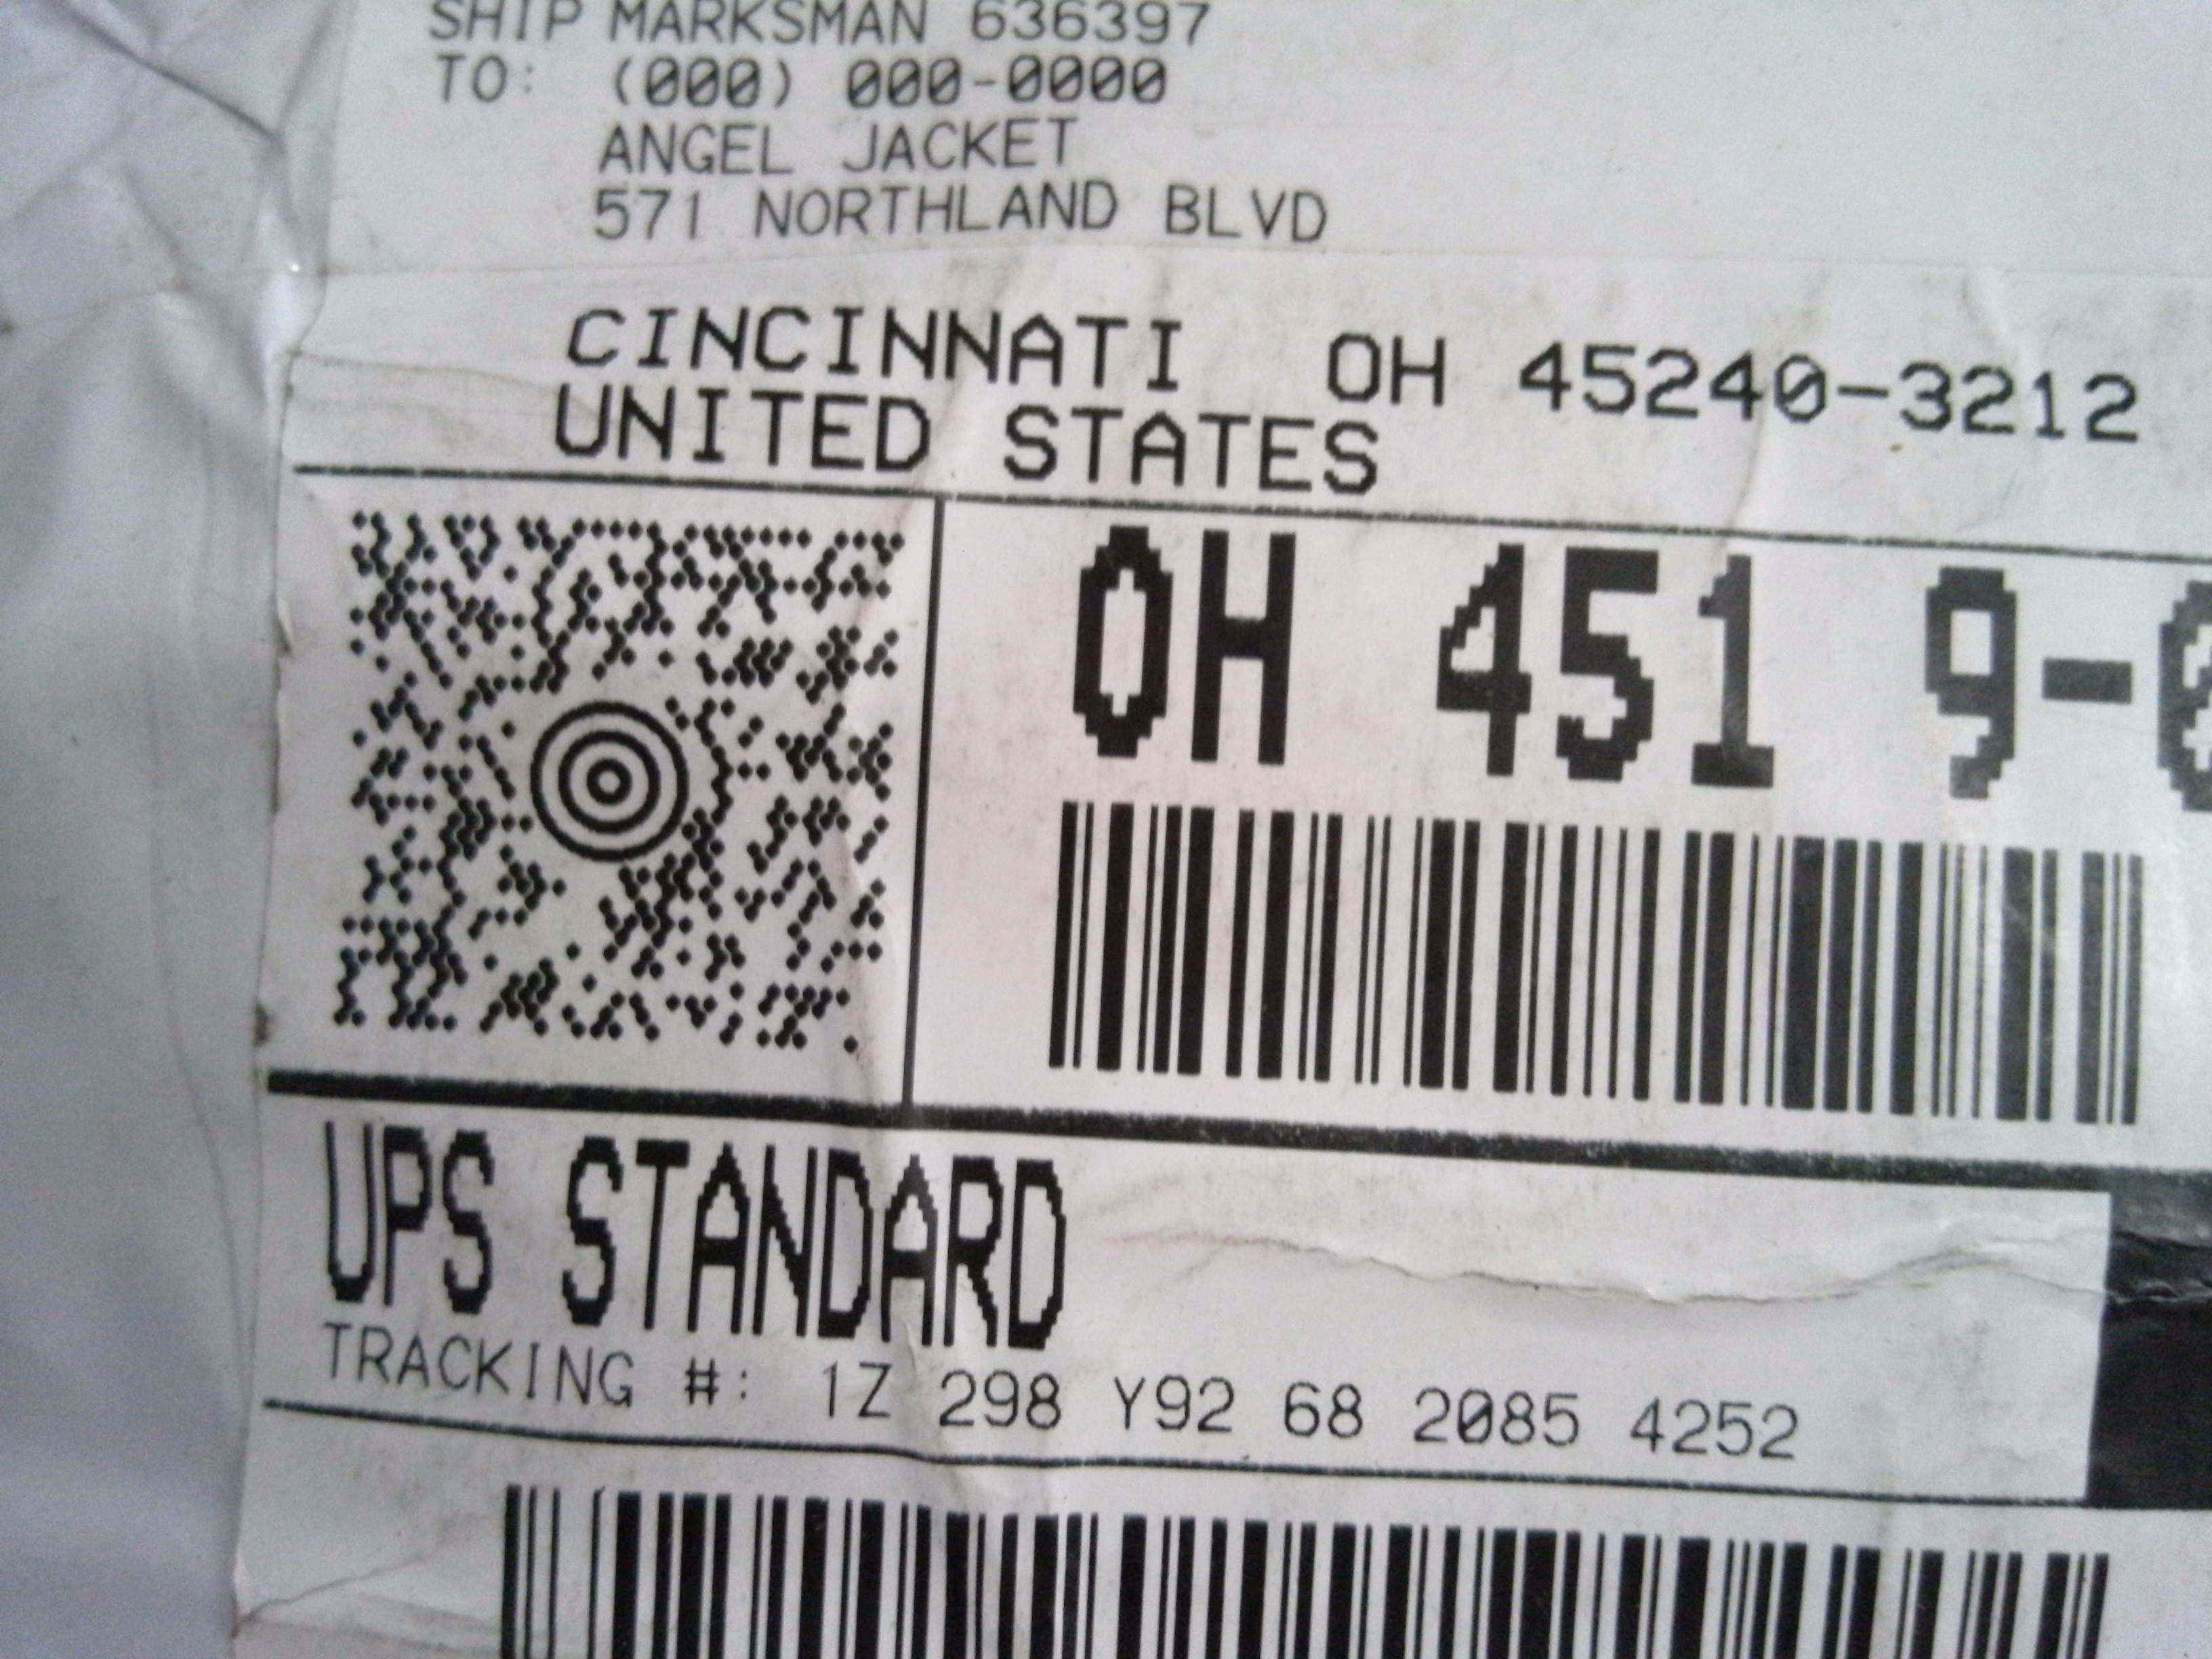 SHIP MARKSMAN 636397
TO: (000) 000-0000
ANGEL JACKET
571 NORTHLAND BLVD
CINCINNATI OH 45240-3212
UNITED STATES
OH 451 9-
UPS STANDARD
TRACKING #: 1Z 298 Y92 68 2085 4252